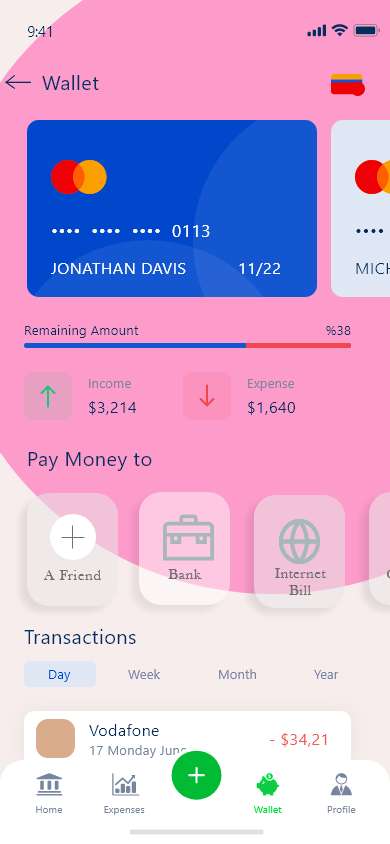 9:41
Wallet
•••• •••• •••• 0113
••••
JONATHAN DAVIS 11/22
MICH
Remaining Amount %38
Income Expense
$3,214 $1,640
Pay Money to
A Friend
Bank
Internet
Bill
Transactions
Day Week Month Year
Vodafone
- $34,21
17 Monday June
Home Expenses Wallet Profile